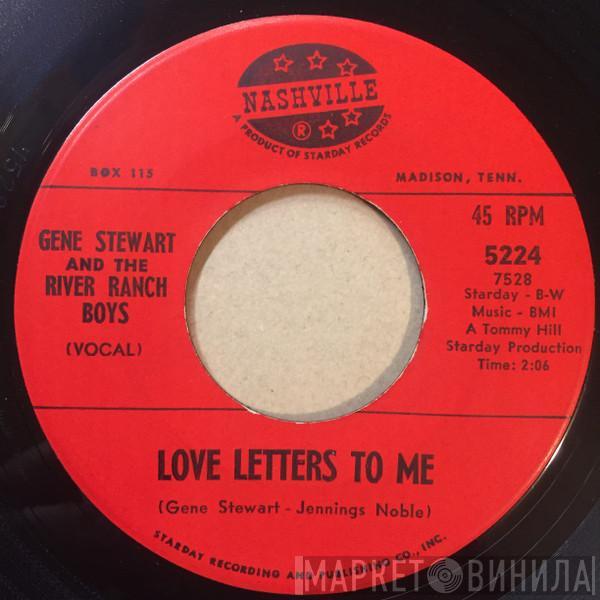 NASHVILLE
®
A PRODUCT OF STARDAY RECORDS
BOX 115
MADISON, TENN.
GENE STEWART
AND THE
RIVER RANCH
BOYS
(VOCAL)
45 RPM
5224
7528
Starday - B-W
Music - BMI
A Tommy Hill
Starday Production
Time: 2:06
LOVE LETTERS TO ME
(Gene Stewart - Jennings Noble)
STARDAY RECORDING AND PUBLISHING CO., INC.
МАРКЕТ ВИНИЛА